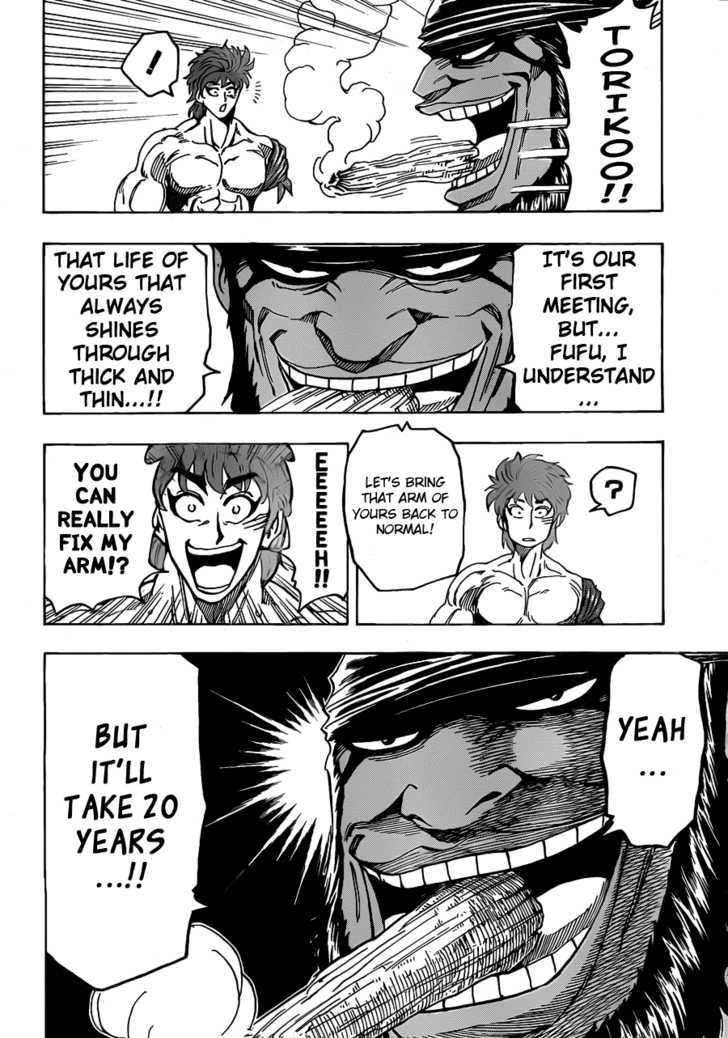 TORIKOO!!
!
IT'S OUR
FIRST
MEETING,
BUT...
FUFU, I
UNDERSTAND
...
THAT LIFE OF
YOURS THAT
ALWAYS
SHINES
THROUGH
THICK AND
THIN...!!
?
LET'S BRING
THAT ARM OF
YOURS BACK TO
NORMAL!
EEEEEEH!!
YOU
CAN
REALLY
FIX MY
ARM!?
YEAH
...
BUT
IT'LL
TAKE 20
YEARS
...!!